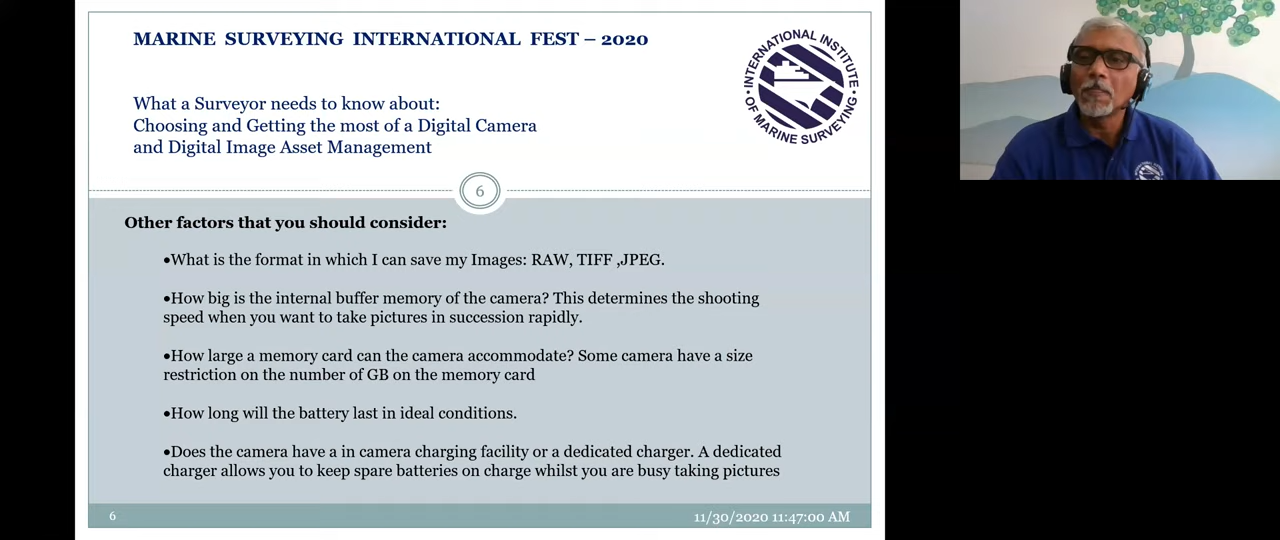 MARINE SURVEYING INTERNATIONAL FEST – 2020
INTERNATIONAL INSTITUTE
• OF MARINE SURVEYING •
What a Surveyor needs to know about:
Choosing and Getting the most of a Digital Camera
and Digital Image Asset Management
6
Other factors that you should consider:
•What is the format in which I can save my Images: RAW, TIFF ,JPEG.
•How big is the internal buffer memory of the camera? This determines the shooting
speed when you want to take pictures in succession rapidly.
•How large a memory card can the camera accommodate? Some camera have a size
restriction on the number of GB on the memory card
•How long will the battery last in ideal conditions.
•Does the camera have a in camera charging facility or a dedicated charger. A dedicated
charger allows you to keep spare batteries on charge whilst you are busy taking pictures
6
11/30/2020 11:47:00 AM